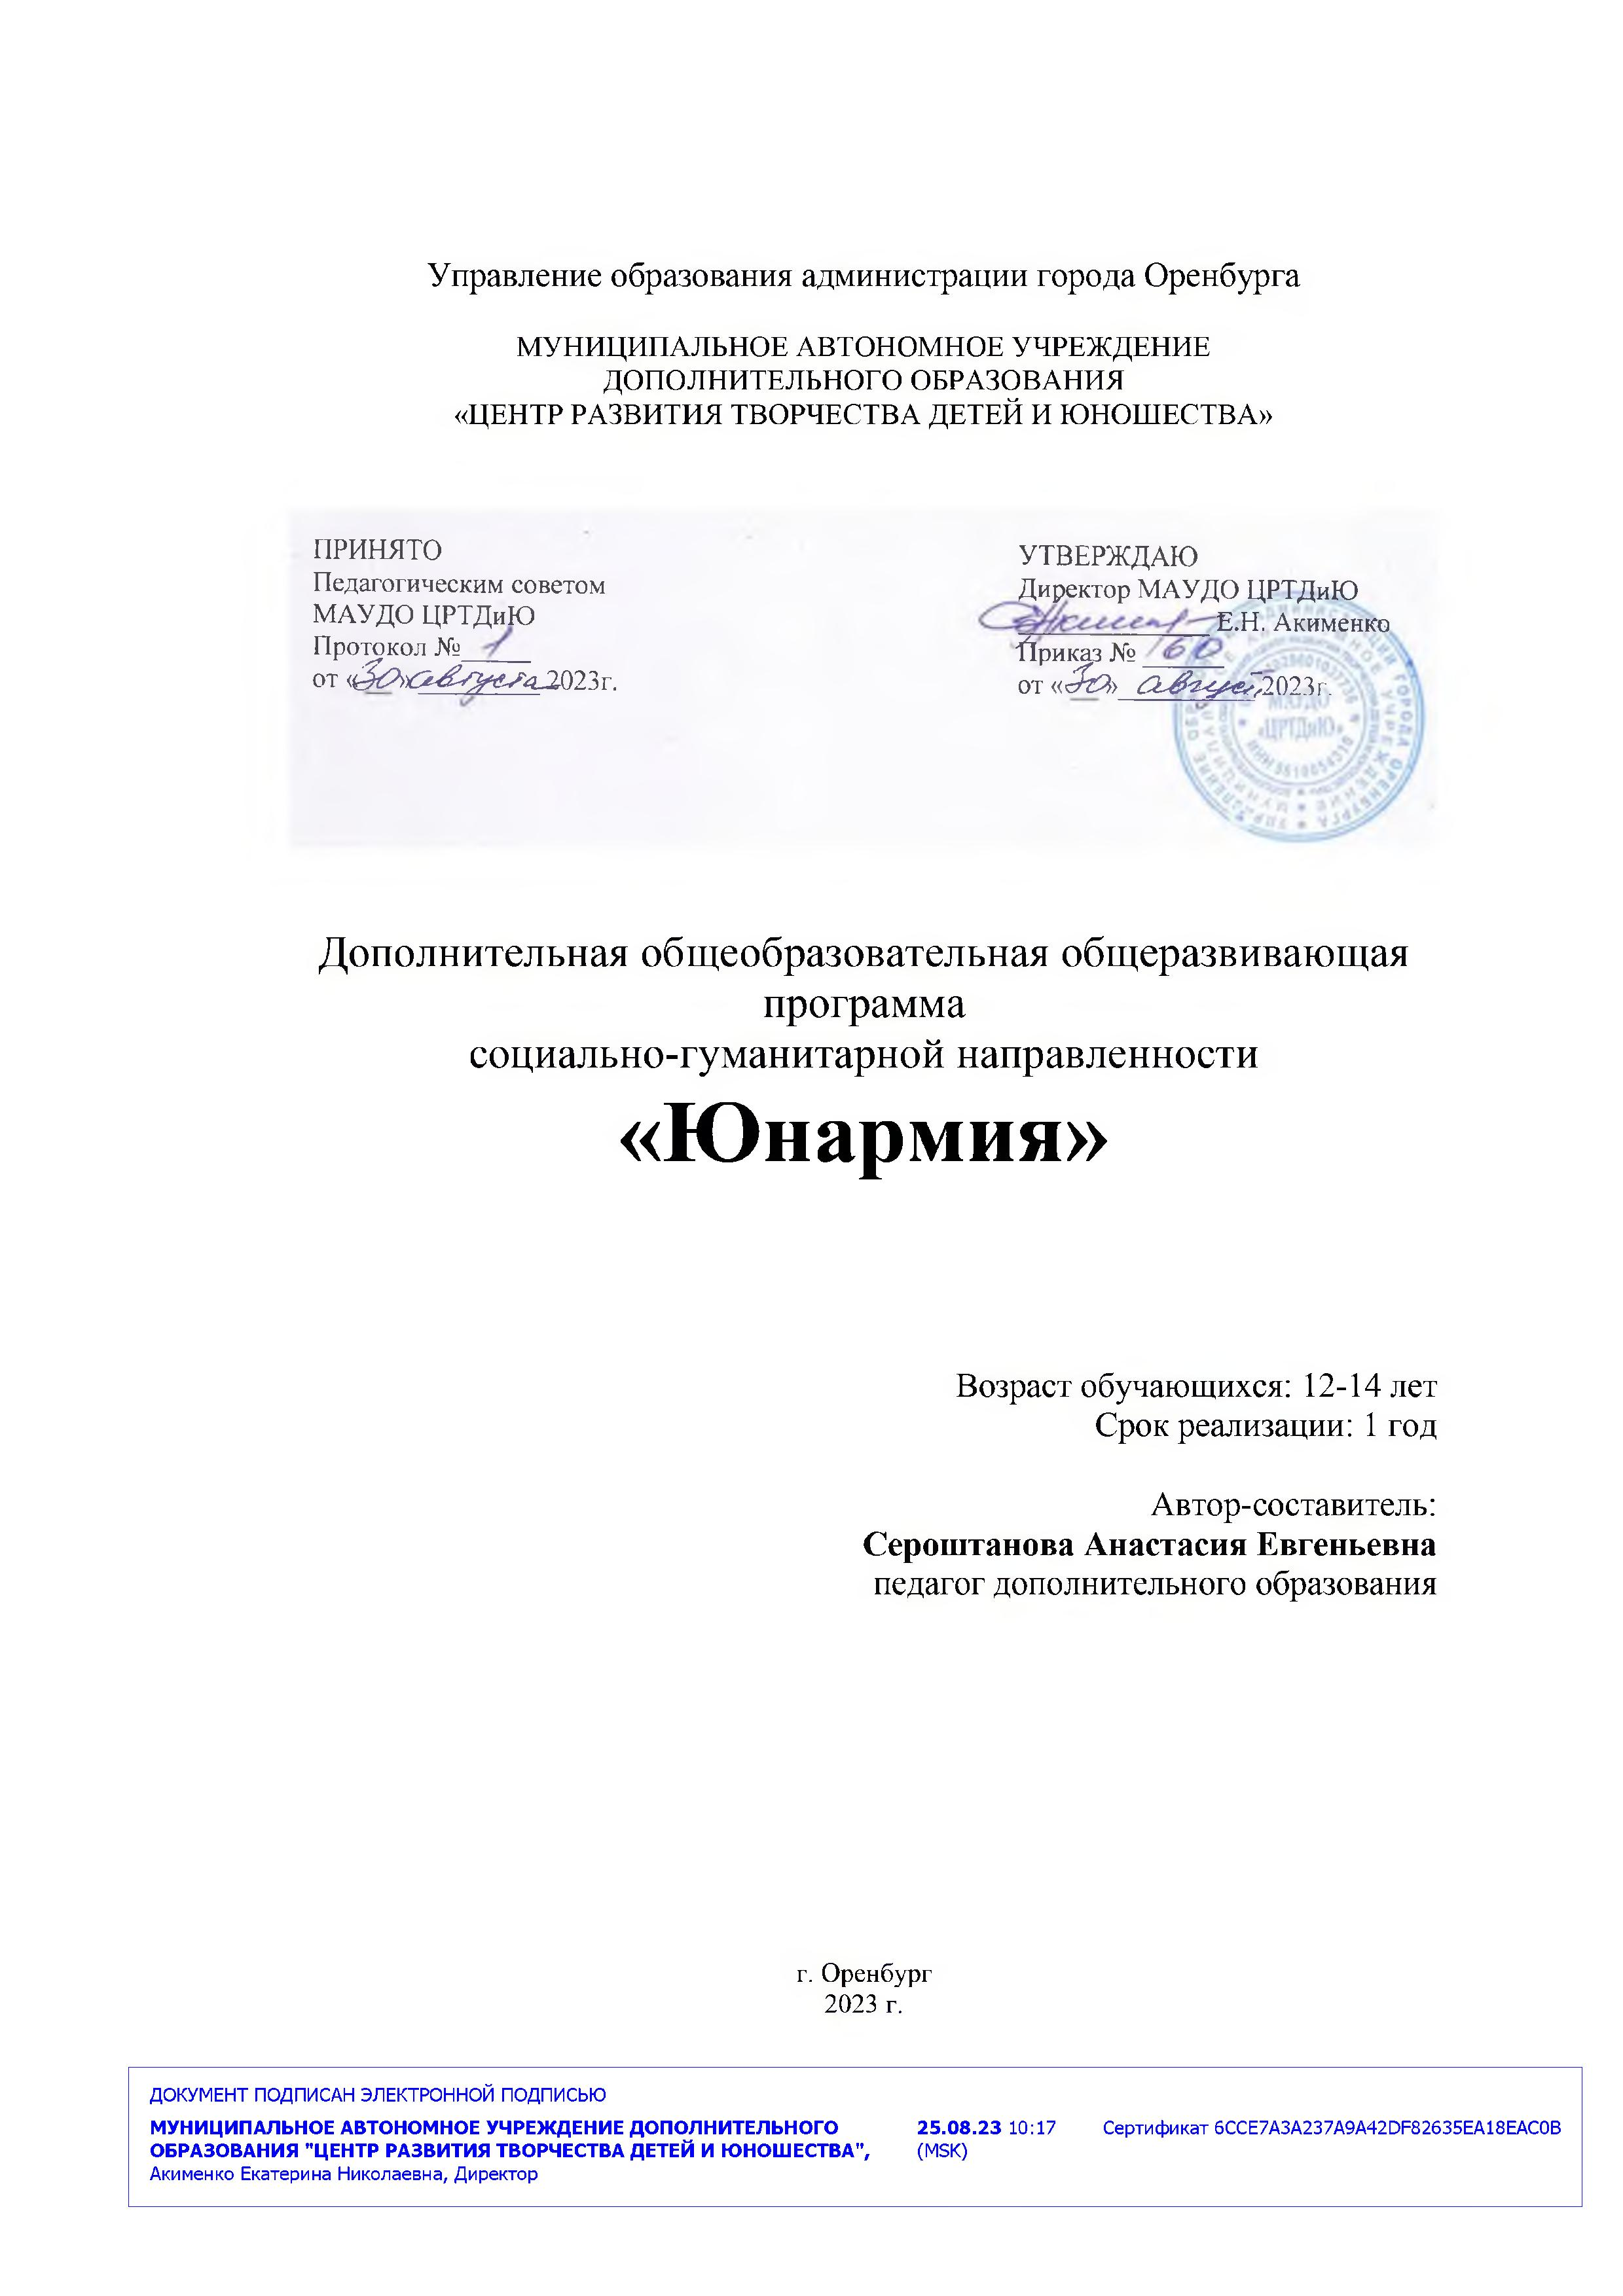 Управление образования администрации города Оренбурга
МУНИЦИПАЛЬНОЕ АВТОНОМНОЕ УЧРЕЖДЕНИЕ
ДОПОЛНИТЕЛЬНОГО ОБРАЗОВАНИЯ
«ЦЕНТР РАЗВИТИЯ ТВОРЧЕСТВА ДЕТЕЙ И ЮНОШЕСТВА»
ПРИНЯТО
Педагогическим советом
МАУДО ЦРТДиЮ
Протокол № 1
от «30» августа 2023г.
УТВЕРЖДАЮ
Директор МАУДО ЦРТДиЮ
Е.Н. Акименко
Приказ № 160
от «30» август 2023г.
МАУДО
«ЦРТДиЮ»
Дополнительная общеобразовательная общеразвивающая
программа
социально-гуманитарной направленности
«Юнармия»
Возраст обучающихся: 12-14 лет
Срок реализации: 1 год
Автор-составитель:
Сероштанова Анастасия Евгеньевна
педагог дополнительного образования
г. Оренбург
2023 г.
ДОКУМЕНТ ПОДПИСАН ЭЛЕКТРОННОЙ ПОДПИСЬЮ
МУНИЦИПАЛЬНОЕ АВТОНОМНОЕ УЧРЕЖДЕНИЕ ДОПОЛНИТЕЛЬНОГО
ОБРАЗОВАНИЯ "ЦЕНТР РАЗВИТИЯ ТВОРЧЕСТВА ДЕТЕЙ И ЮНОШЕСТВА",
Акименко Екатерина Николаевна, Директор
25.08.23 10:17
(MSK)
Сертификат 6CCE7A3A237A9A42DF82635EA18EAC0B